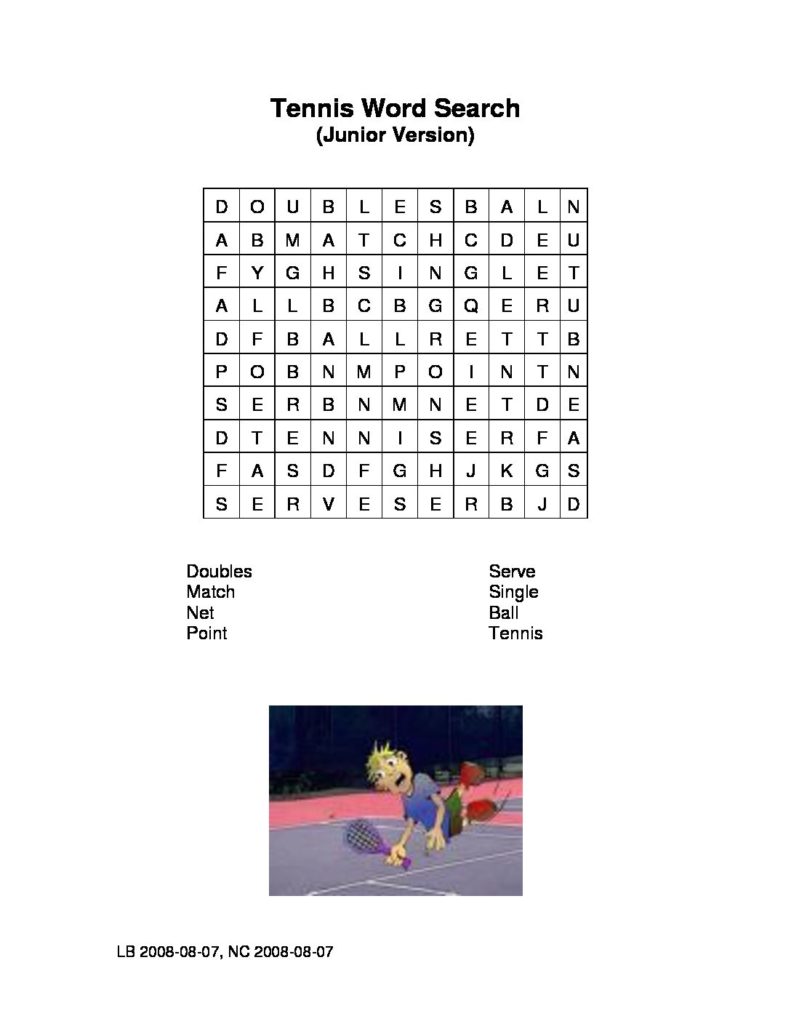 Tennis Word Search
(Junior Version)
D O U B L E S B A L N
A B M A T C H C D E U
F Y G H S I N G L E T
A L L B C B G Q E R U
D F B A L L R E T T B
P O B N M P O I N T N
S E R B N M N E T D E
D T E N N I S E R F A
F A S D F G H J K G S
S E R V E S E R B J D
Doubles Serve
Match Single
Net Ball
Point Tennis
LB 2008-08-07, NC 2008-08-07